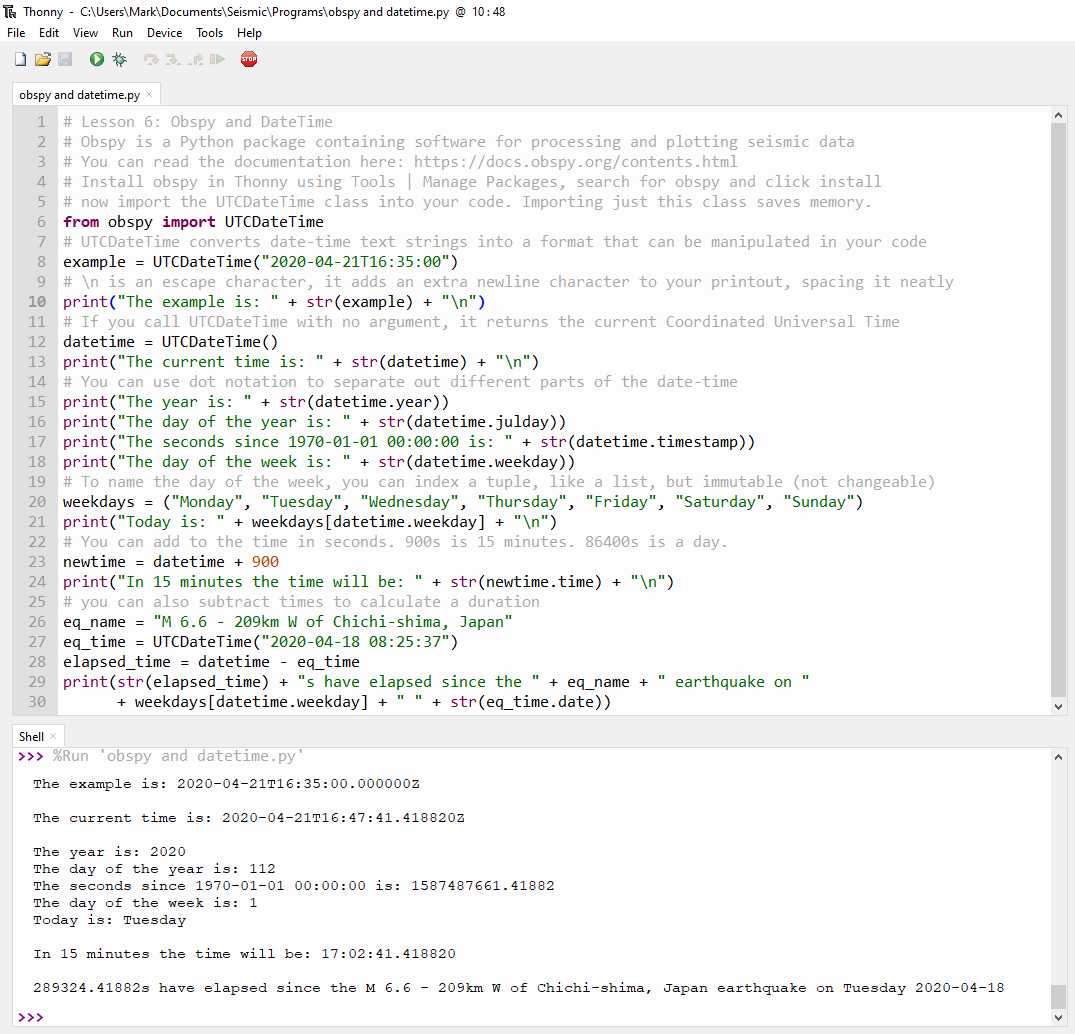 Thonny - C:\Users\Mark\Documents\Seismic\Programs\obspy and datetime.py @ 10:48
File Edit View Run Device Tools Help
STOP
obspy and datetime.py ×
1 # Lesson 6: Obspy and DateTime
2 # Obspy is a Python package containing software for processing and plotting seismic data
3 # You can read the documentation here: https://docs.obspy.org/contents.html
4 # Install obspy in Thonny using Tools | Manage Packages, search for obspy and click install
5 # now import the UTCDateTime class into your code. Importing just this class saves memory.
6 from obspy import UTCDateTime
7 # UTCDateTime converts date-time text strings into a format that can be manipulated in your code
8 example = UTCDateTime("2020-04-21T16:35:00")
9 # \n is an escape character, it adds an extra newline character to your printout, spacing it neatly
10 print("The example is: " + str(example) + "\n")
11 # If you call UTCDateTime with no argument, it returns the current Coordinated Universal Time
12 datetime = UTCDateTime()
13 print("The current time is: " + str(datetime) + "\n")
14 # You can use dot notation to separate out different parts of the date-time
15 print("The year is: " + str(datetime.year))
16 print("The day of the year is: " + str(datetime.julday))
17 print("The seconds since 1970-01-01 00:00:00 is: " + str(datetime.timestamp))
18 print("The day of the week is: " + str(datetime.weekday))
19 # To name the day of the week, you can index a tuple, like a list, but immutable (not changeable)
20 weekdays = ("Monday", "Tuesday", "Wednesday", "Thursday", "Friday", "Saturday", "Sunday")
21 print("Today is: " + weekdays[datetime.weekday] + "\n")
22 # You can add to the time in seconds. 900s is 15 minutes. 86400s is a day.
23 newtime = datetime + 900
24 print("In 15 minutes the time will be: " + str(newtime.time) + "\n")
25 # you can also subtract times to calculate a duration
26 eq_name = "M 6.6 - 209km W of Chichi-shima, Japan"
27 eq_time = UTCDateTime("2020-04-18 08:25:37")
28 elapsed_time = datetime - eq_time
29 print(str(elapsed_time) + "s have elapsed since the " + eq_name + " earthquake on "
30 + weekdays[datetime.weekday] + " " + str(eq_time.date))
Shell ×
>>> %Run 'obspy and datetime.py'
The example is: 2020-04-21T16:35:00.000000Z
The current time is: 2020-04-21T16:47:41.418820Z
The year is: 2020
The day of the year is: 112
The seconds since 1970-01-01 00:00:00 is: 1587487661.41882
The day of the week is: 1
Today is: Tuesday
In 15 minutes the time will be: 17:02:41.418820
289324.41882s have elapsed since the M 6.6 - 209km W of Chichi-shima, Japan earthquake on Tuesday 2020-04-18
>>>